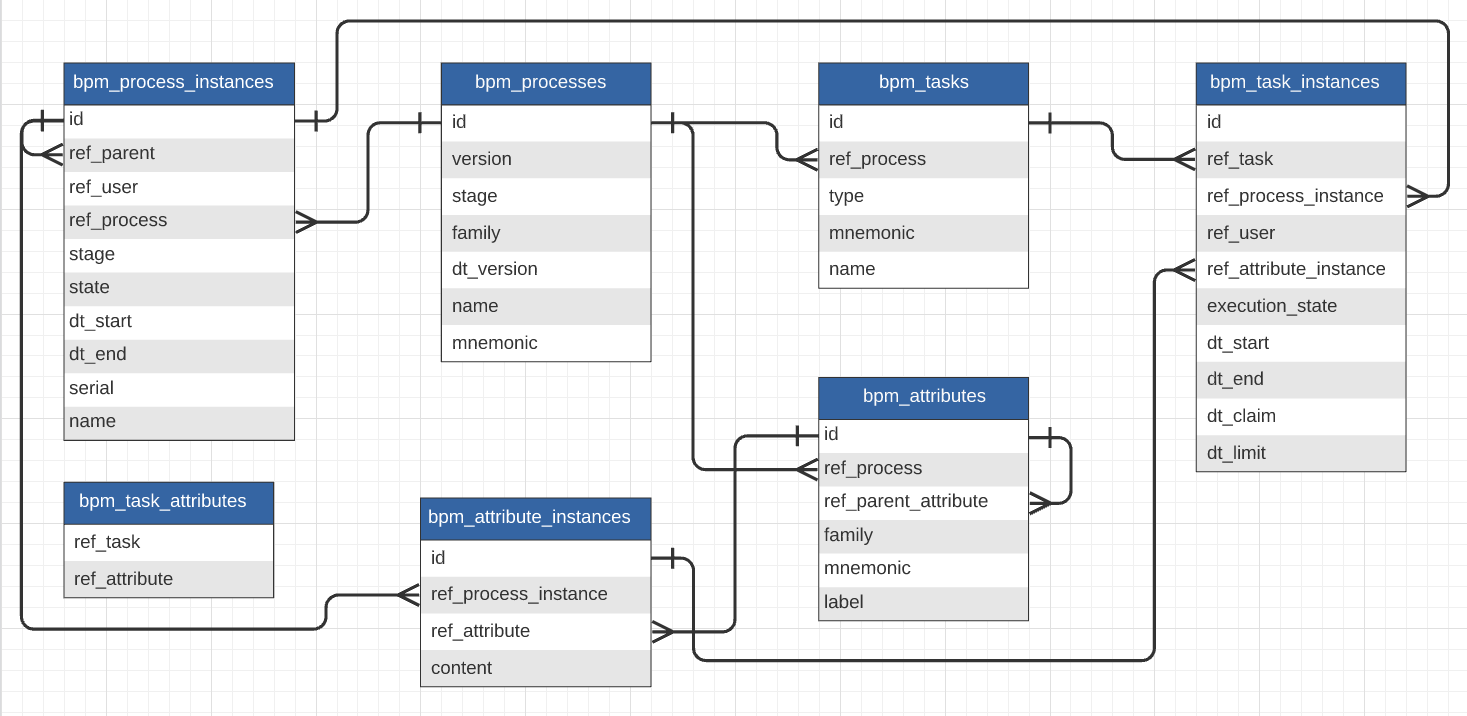 bpm_process_instances
id
ref_parent
ref_user
ref_process
stage
state
dt_start
dt_end
serial
name
bpm_processes
id
version
stage
family
dt_version
name
mnemonic
bpm_tasks
id
ref_process
type
mnemonic
name
bpm_task_instances
id
ref_task
ref_process_instance
ref_user
ref_attribute_instance
execution_state
dt_start
dt_end
dt_claim
dt_limit
bpm_task_attributes
ref_task
ref_attribute
bpm_attribute_instances
id
ref_process_instance
ref_attribute
content
bpm_attributes
id
ref_process
ref_parent_attribute
family
mnemonic
label